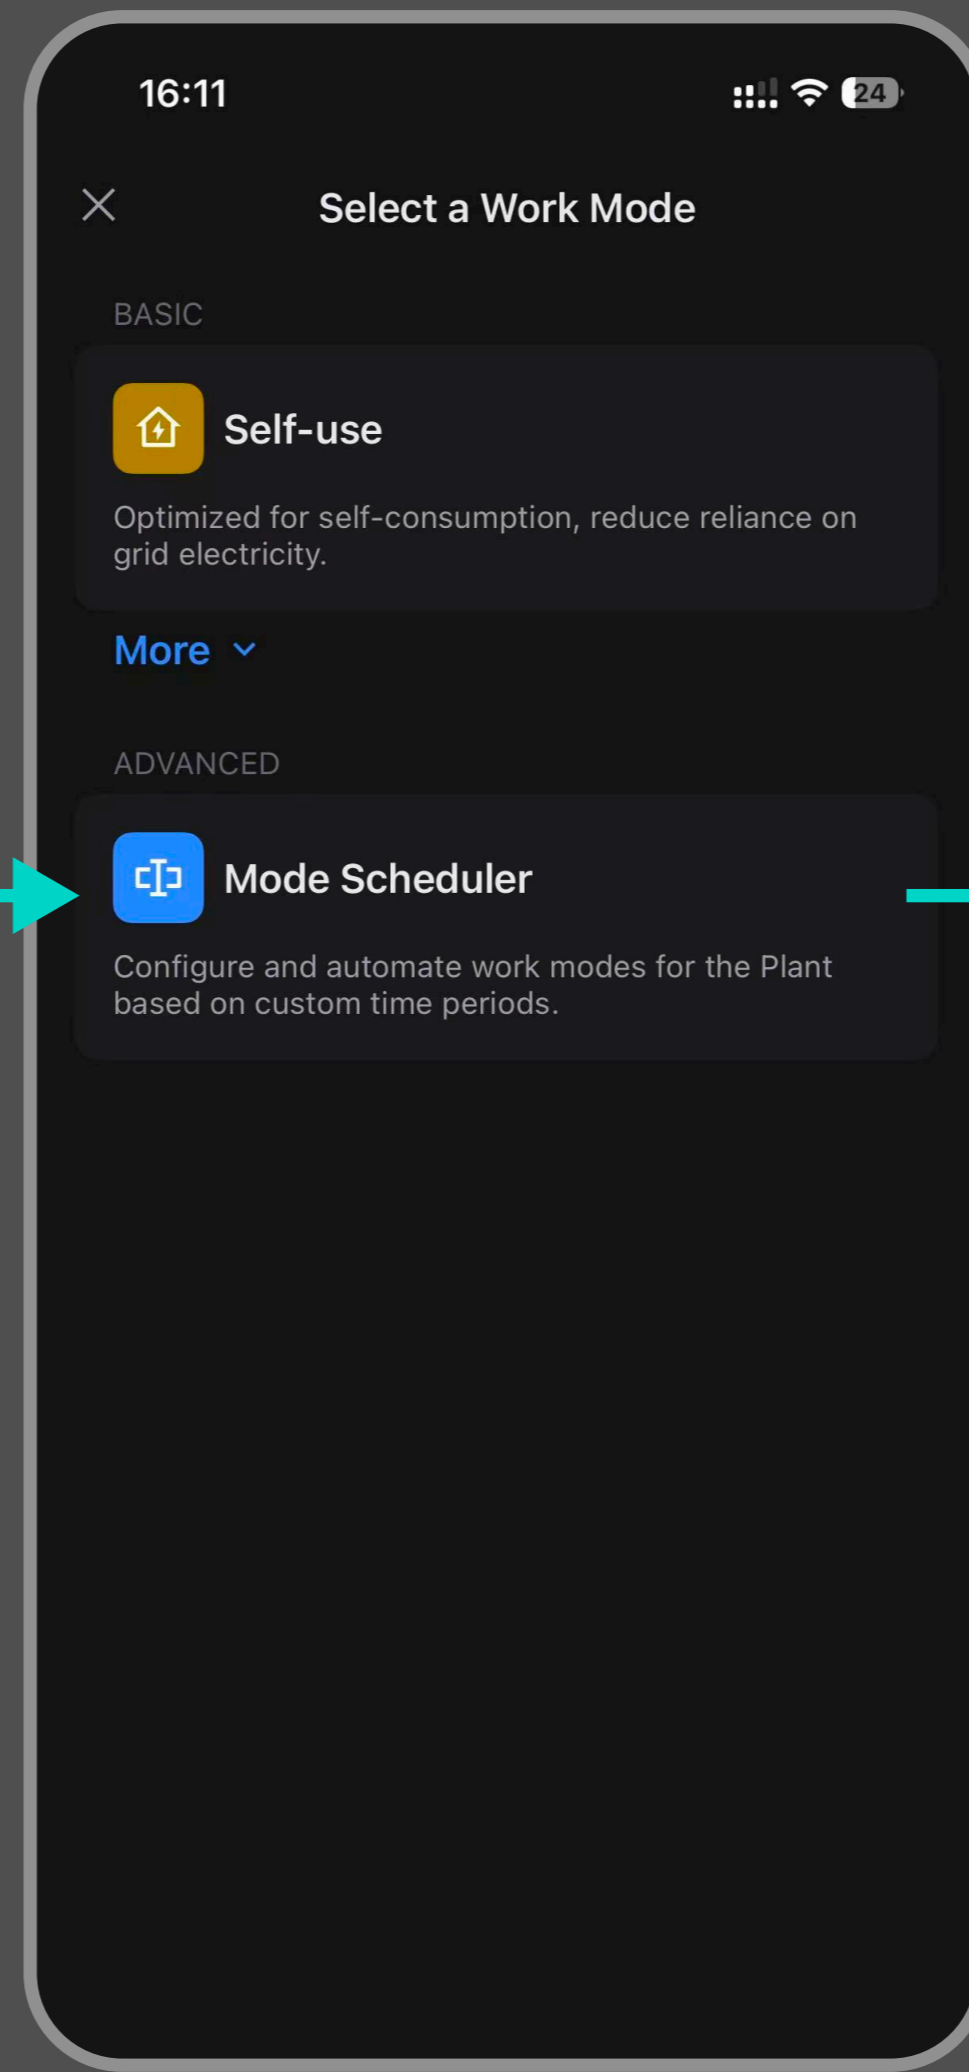 16:11
24
Select a Work Mode
BASIC
Self-use
Optimized for self-consumption, reduce reliance on
grid electricity.
More
ADVANCED
Mode Scheduler
Configure and automate work modes for the Plant
based on custom time periods.